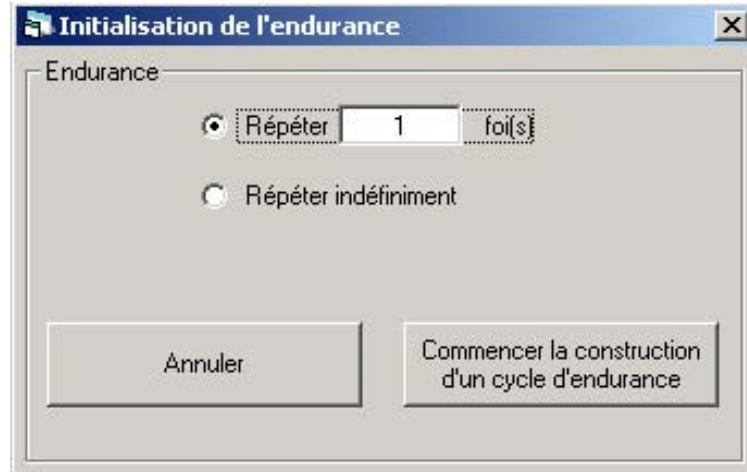 Initialisation de l'endurance
Endurance
Répéter 1 foi(s)
Répéter indéfiniment
Annuler
Commencer la construction
d'un cycle d'endurance